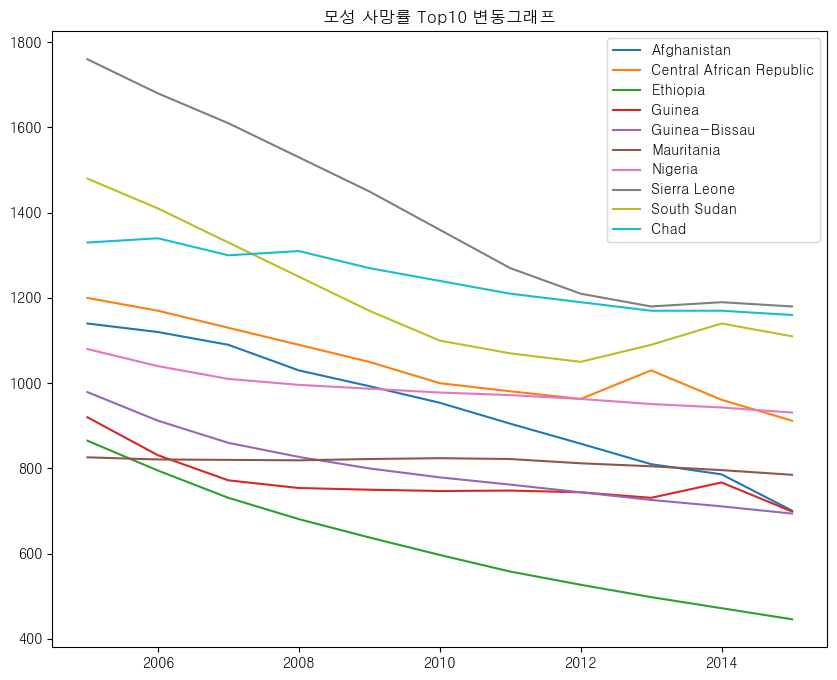 모성 사망률 Top10 변동그래프
1800
1600
1400
1200
1000
800
600
400
2006
2008
2010
2012
2014
Afghanistan
Central African Republic
Ethiopia
Guinea
Guinea−Bissau
Mauritania
Nigeria
Sierra Leone
South Sudan
Chad